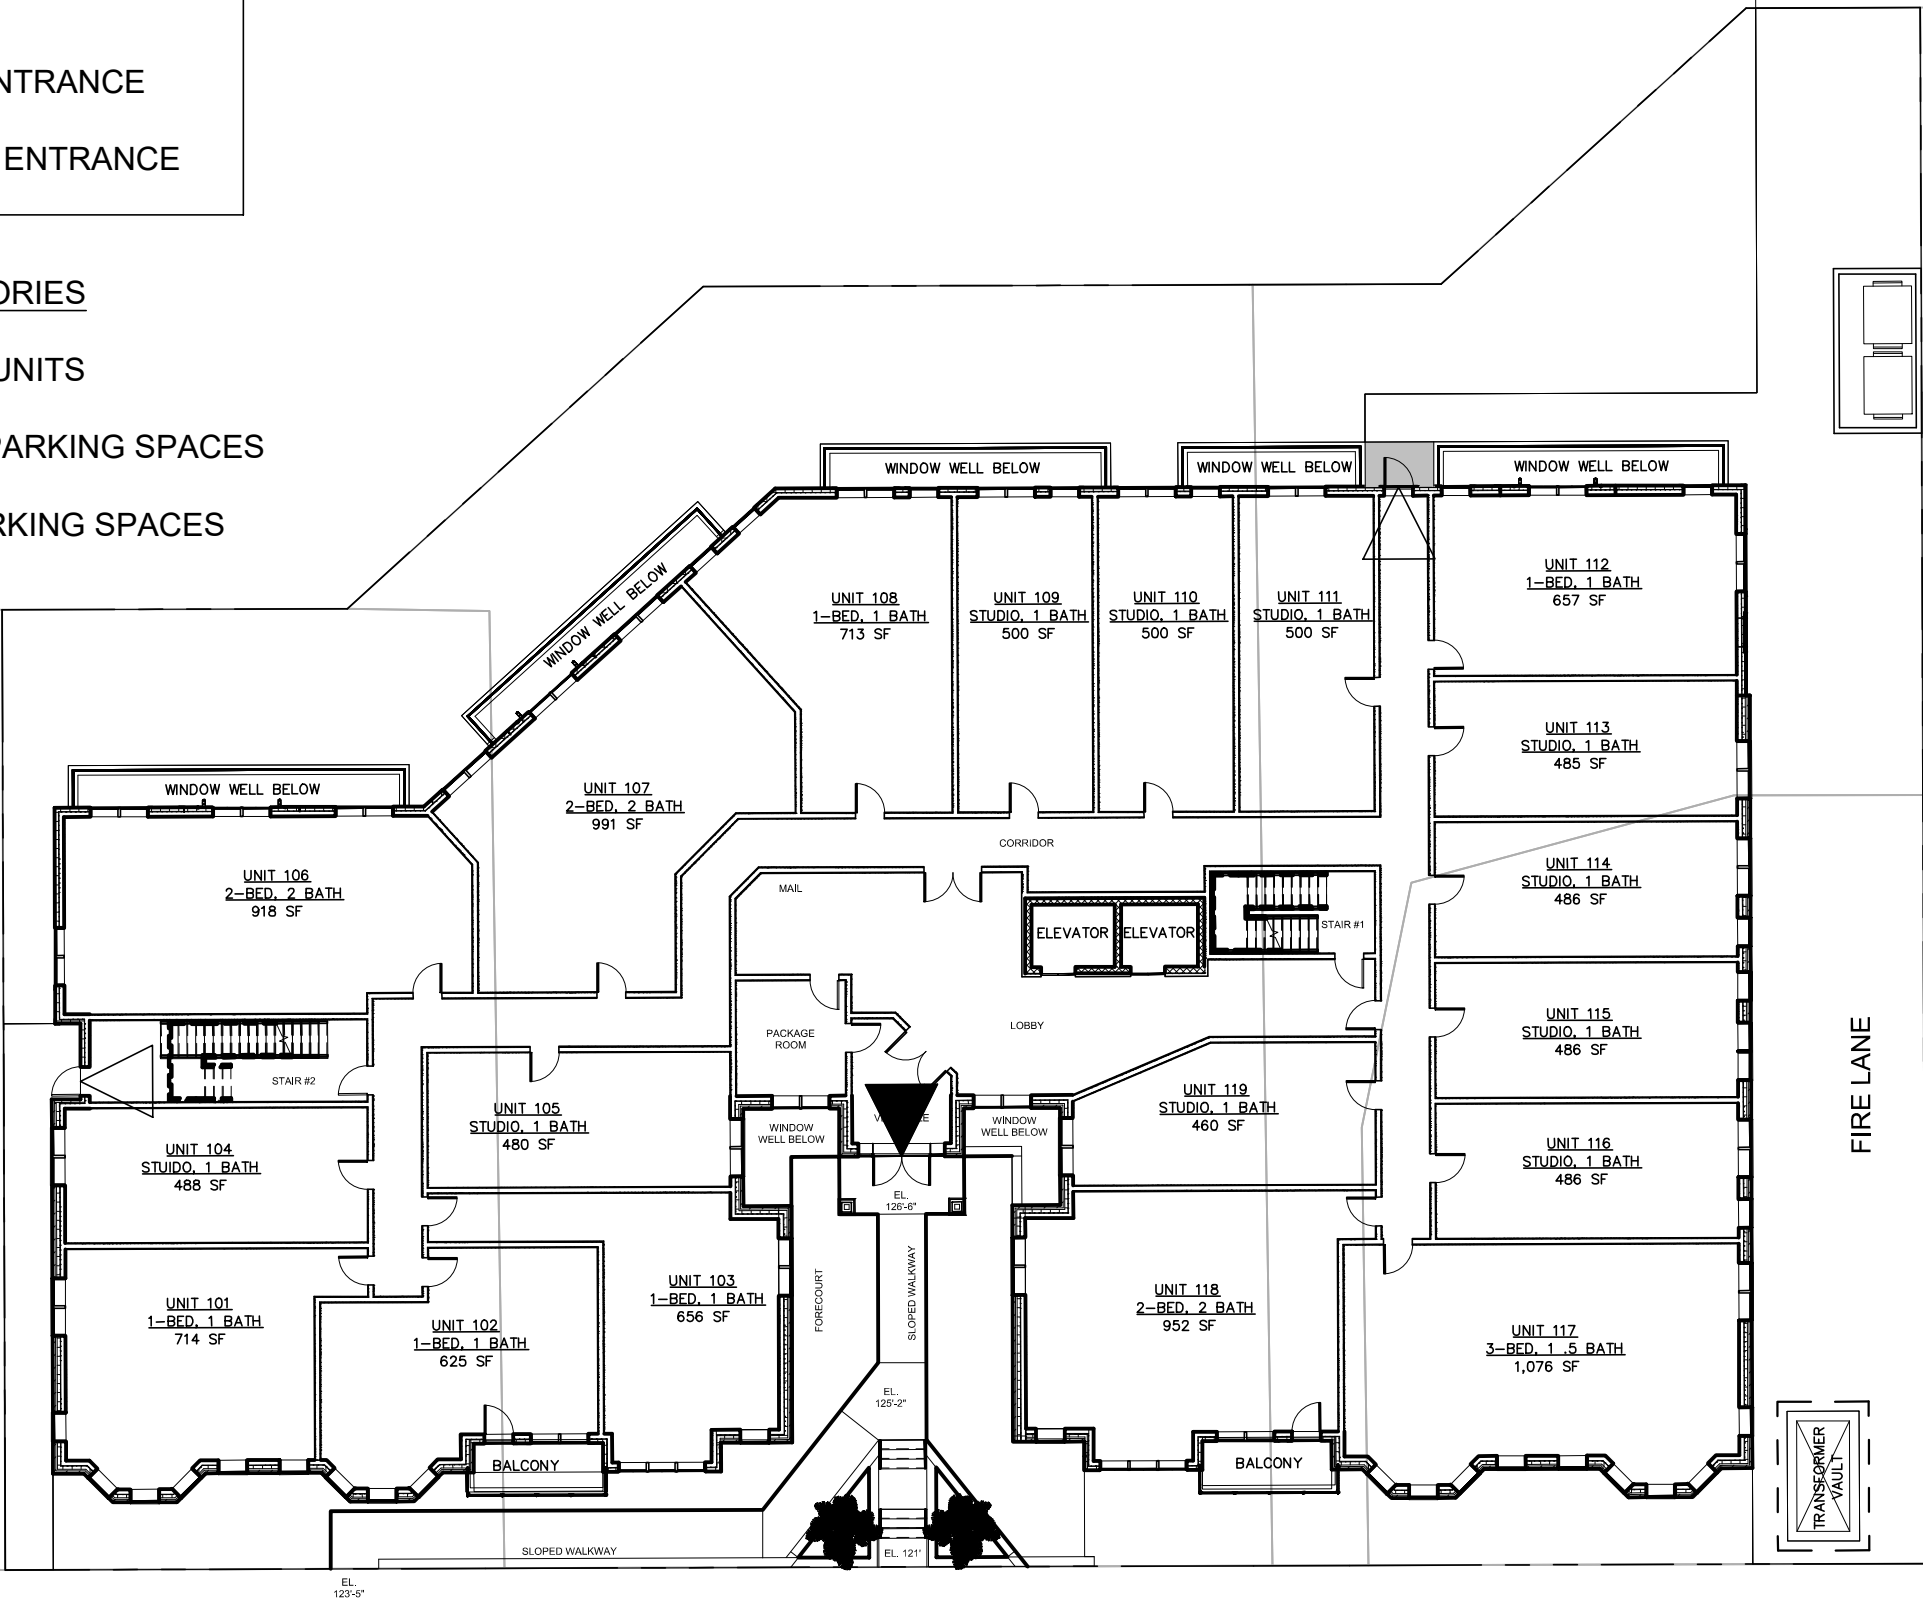 NTRANCE
ENTRANCE
ORIES
UNITS
PARKING SPACES
RKING SPACES
WINDOW WELL BELOW
WINDOW WELL BELOW
WINDOW WELL BELOW
WINDOW WELL BELOW
WINDOW WELL BELOW
UNIT 108
1-BED, 1 BATH
713 SF
UNIT 109
STUDIO, 1 BATH
500 SF
UNIT 110
STUDIO, 1 BATH
500 SF
UNIT 111
STUDIO, 1 BATH
500 SF
UNIT 112
1-BED, 1 BATH
657 SF
UNIT 113
STUDIO, 1 BATH
485 SF
UNIT 107
2-BED, 2 BATH
991 SF
CORRIDOR
UNIT 106
2-BED, 2 BATH
918 SF
MAIL
ELEVATOR
ELEVATOR
STAIR #1
UNIT 114
STUDIO, 1 BATH
486 SF
PACKAGE
ROOM
LOBBY
UNIT 115
STUDIO, 1 BATH
486 SF
FIRE LANE
STAIR #2
UNIT 105
STUDIO, 1 BATH
480 SF
WINDOW
WELL BELOW
WINDOW
WELL BELOW
UNIT 119
STUDIO, 1 BATH
460 SF
UNIT 104
STUIDO, 1 BATH
488 SF
UNIT 116
STUDIO, 1 BATH
486 SF
EL.
126'-6"
UNIT 101
1-BED, 1 BATH
714 SF
UNIT 102
1-BED, 1 BATH
625 SF
UNIT 103
1-BED, 1 BATH
656 SF
FORECOURT
SLOPED WALKWAY
UNIT 118
2-BED, 2 BATH
952 SF
UNIT 117
3-BED, 1 .5 BATH
1,076 SF
EL.
125'-2"
BALCONY
BALCONY
TRANSFORMER
VAULT
SLOPED WALKWAY
EL. 121'
EL.
123'-5"